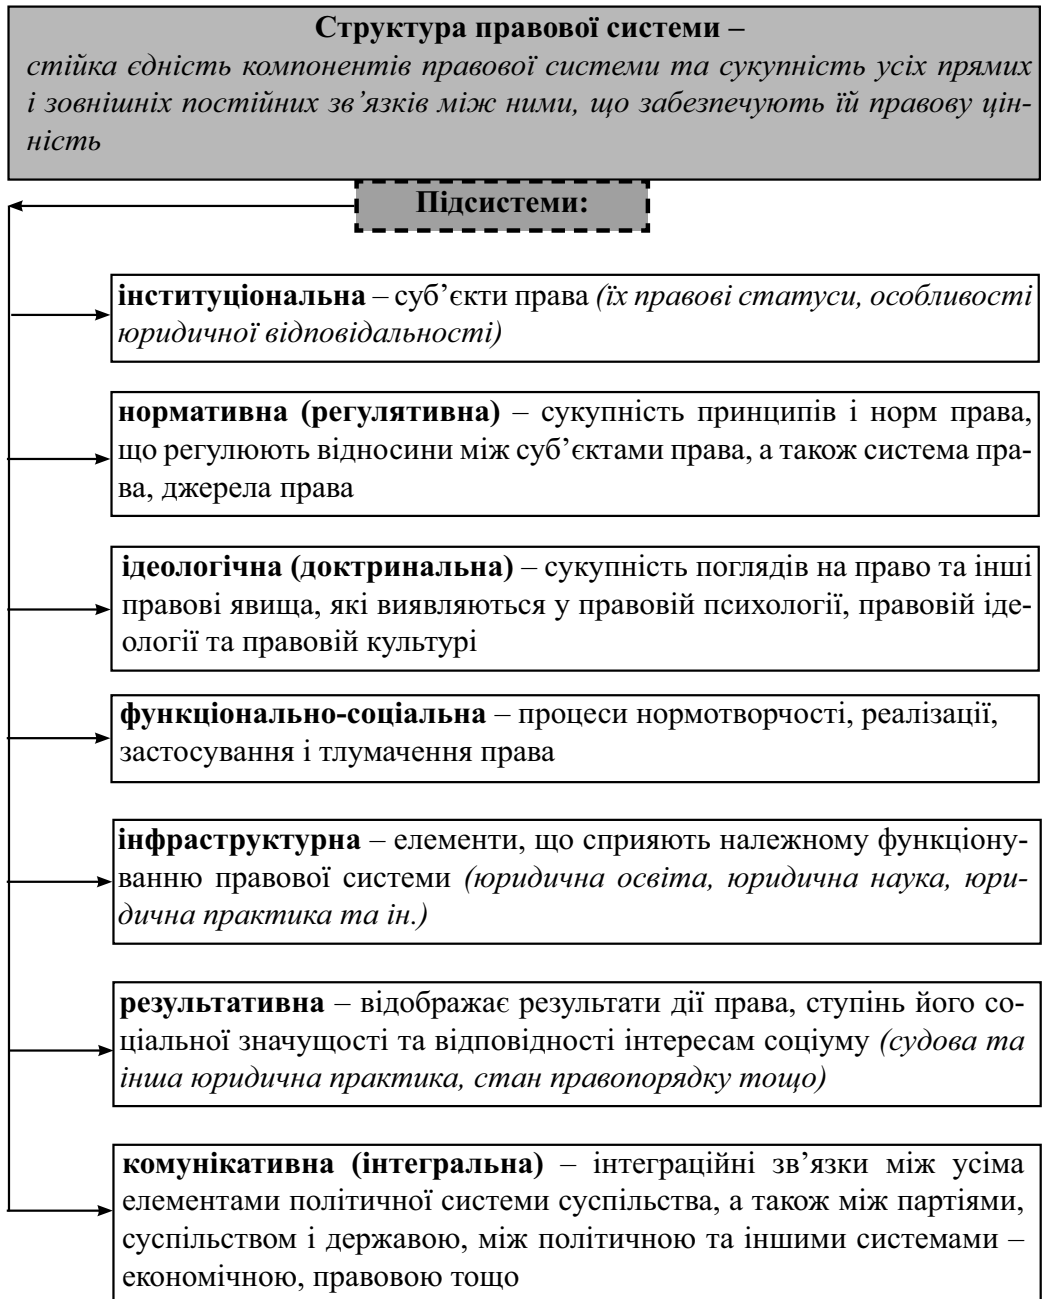 Структура правової системи –
стійка єдність компонентів правової системи та сукупність усіх прямих
і зовнішніх постійних зв’язків між ними, що забезпечують їй правову цін-
ність
Підсистеми:
інституціональна – суб’єкти права (їх правові статуси, особливості
юридичної відповідальності)
нормативна (регулятивна) – сукупність принципів і норм права,
що регулюють відносини між суб’єктами права, а також система пра-
ва, джерела права
ідеологічна (доктринальна) – сукупність поглядів на право та інші
правові явища, які виявляються у правовій психології, правовій іде-
ології та правовій культурі
функціонально-соціальна – процеси нормотворчості, реалізації,
застосування і тлумачення права
інфраструктурна – елементи, що сприяють належному функціону-
ванню правової системи (юридична освіта, юридична наука, юри-
дична практика та ін.)
результативна – відображає результати дії права, ступінь його со-
ціальної значущості та відповідності інтересам соціуму (судова та
інша юридична практика, стан правопорядку тощо)
комунікативна (інтегральна) – інтеграційні зв’язки між усіма
елементами політичної системи суспільства, а також між партіями,
суспільством і державою, між політичною та іншими системами –
економічною, правовою тощо